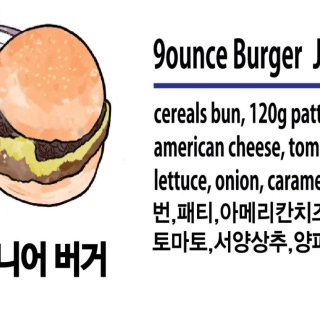 9ounce Burger J
cereals bun, 120g patt
american cheese, tom
lettuce, onion, carame
번,패티,아메리칸치즈
토마토,서양상추,양파
니어 버거